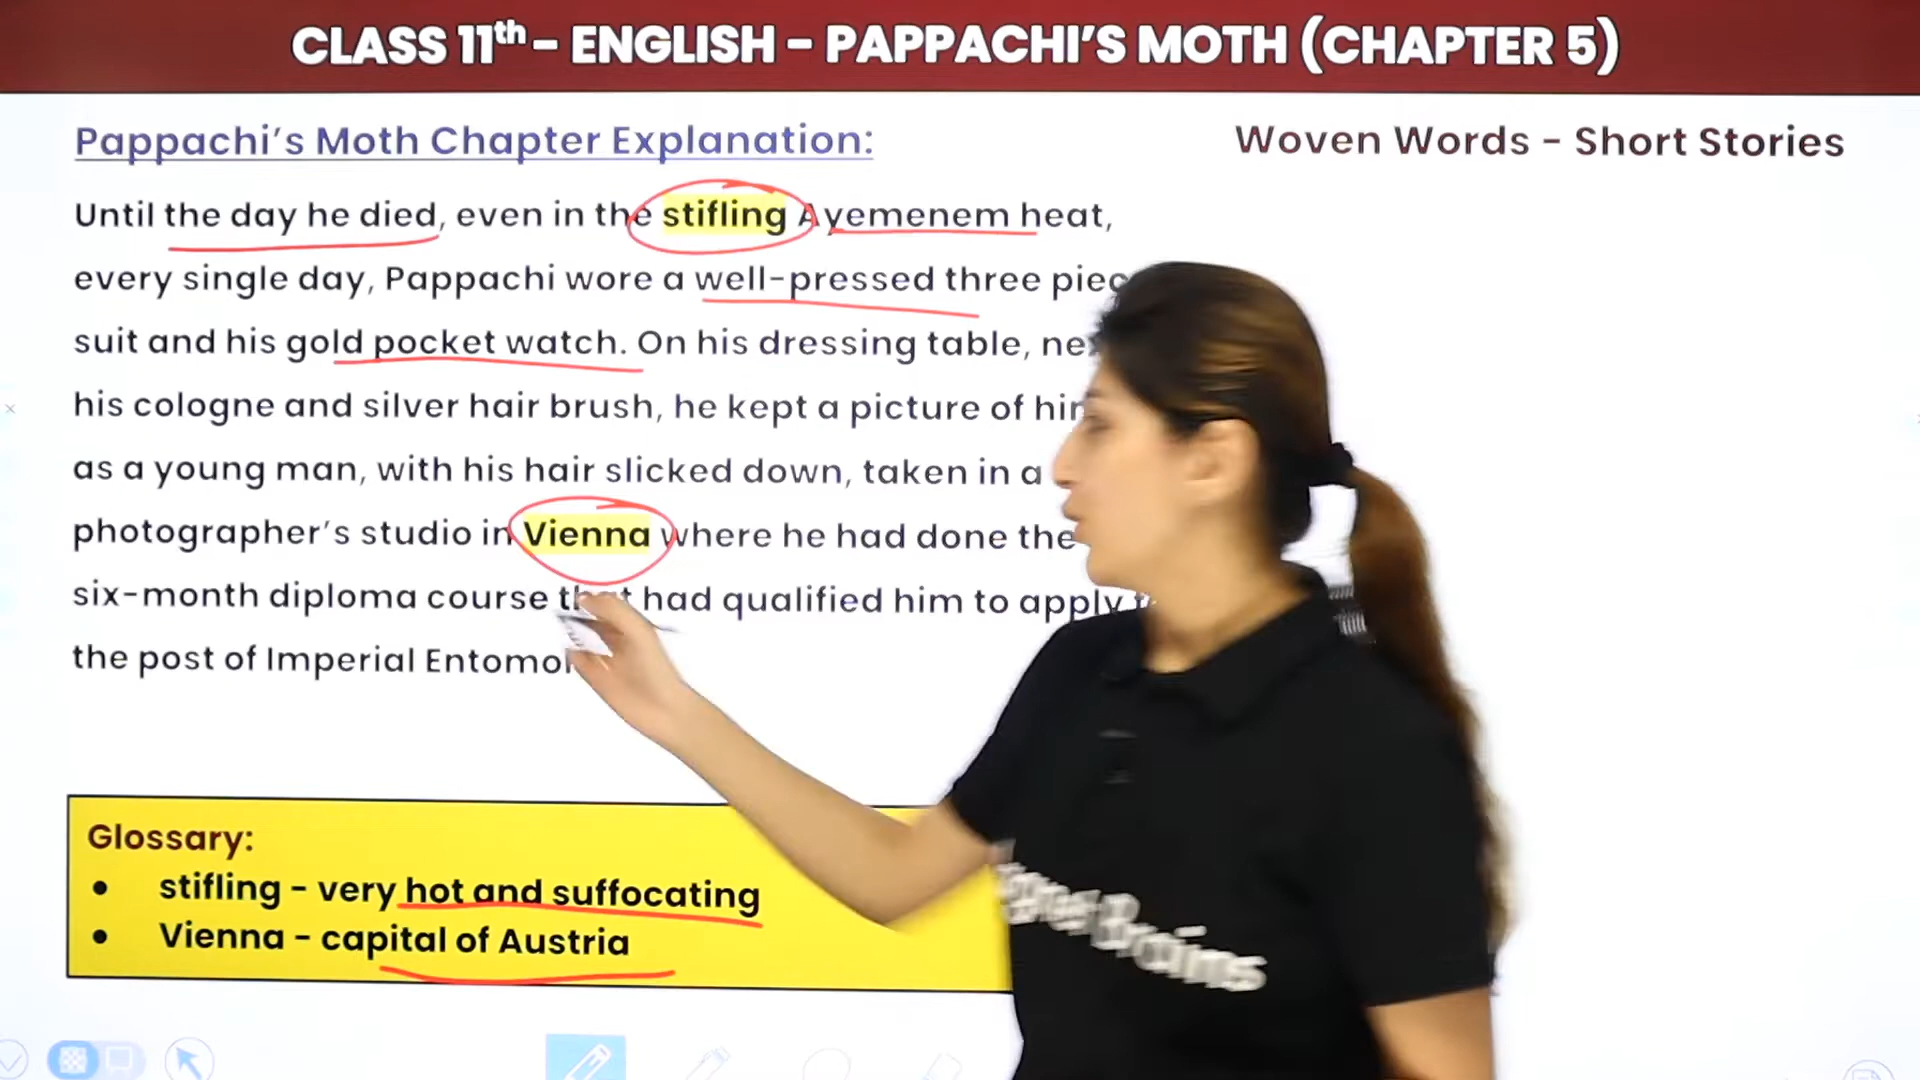 CLASS 11th – ENGLISH – PAPPACHI’S MOTH (CHAPTER 5)
Pappachi’s Moth Chapter Explanation:
Woven Words – Short Stories
Until the day he died, even in the stifling Ayemenem heat,
every single day, Pappachi wore a well-pressed three
suit and his gold pocket watch. On his dressing table,
his cologne and silver hair brush, he kept a picture of
as a young man, with his hair slicked down, taken in a
photographer’s studio in Vienna where he had done the
six-month diploma course that had qualified him to apply
the post of Imperial
Glossary:
● stifling – very hot and suffocating
● Vienna – capital of Austria
Brains